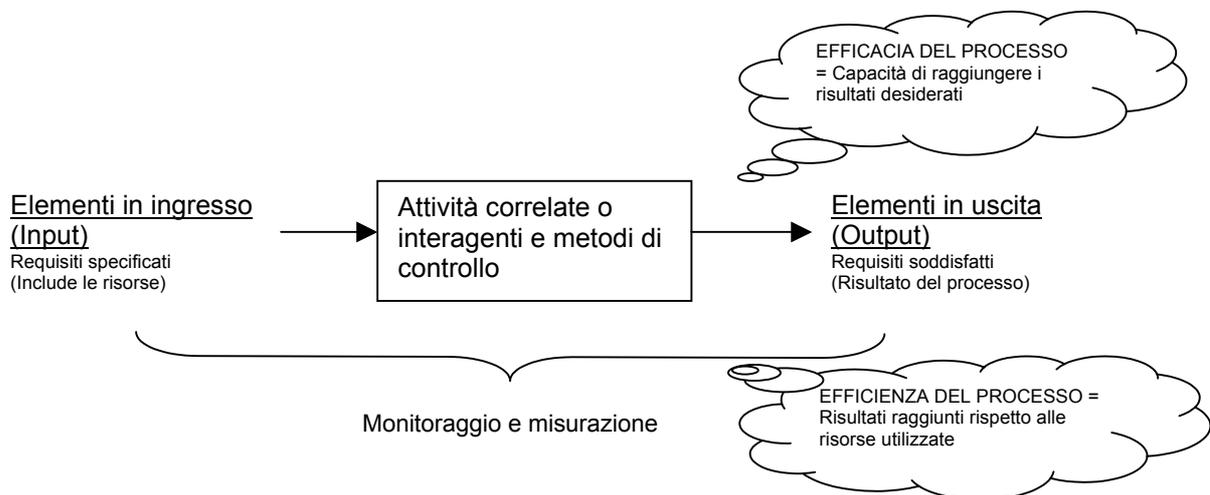 EFFICACIA DEL PROCESSO
= Capacità di raggiungere i
risultati desiderati
Elementi in ingresso
(Input)
Requisiti specificati
(Include le risorse)
Attività correlate o
interagenti e metodi di
controllo
Elementi in uscita
(Output)
Requisiti soddisfatti
(Risultato del processo)
Monitoraggio e misurazione
EFFICIENZA DEL PROCESSO =
Risultati raggiunti rispetto alle
risorse utilizzate